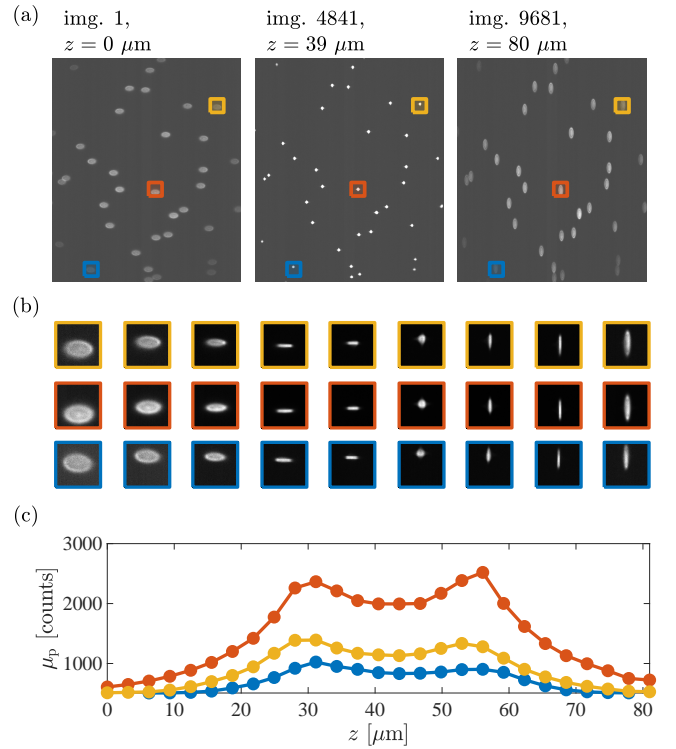 (a)
img. 1,
z = 0 μm
img. 4841,
z = 39 μm
img. 9681,
z = 80 μm
(b)
(c)
3000
2000
1000
μp [counts]
0 10 20 30 40 50 60 70 80
z [μm]